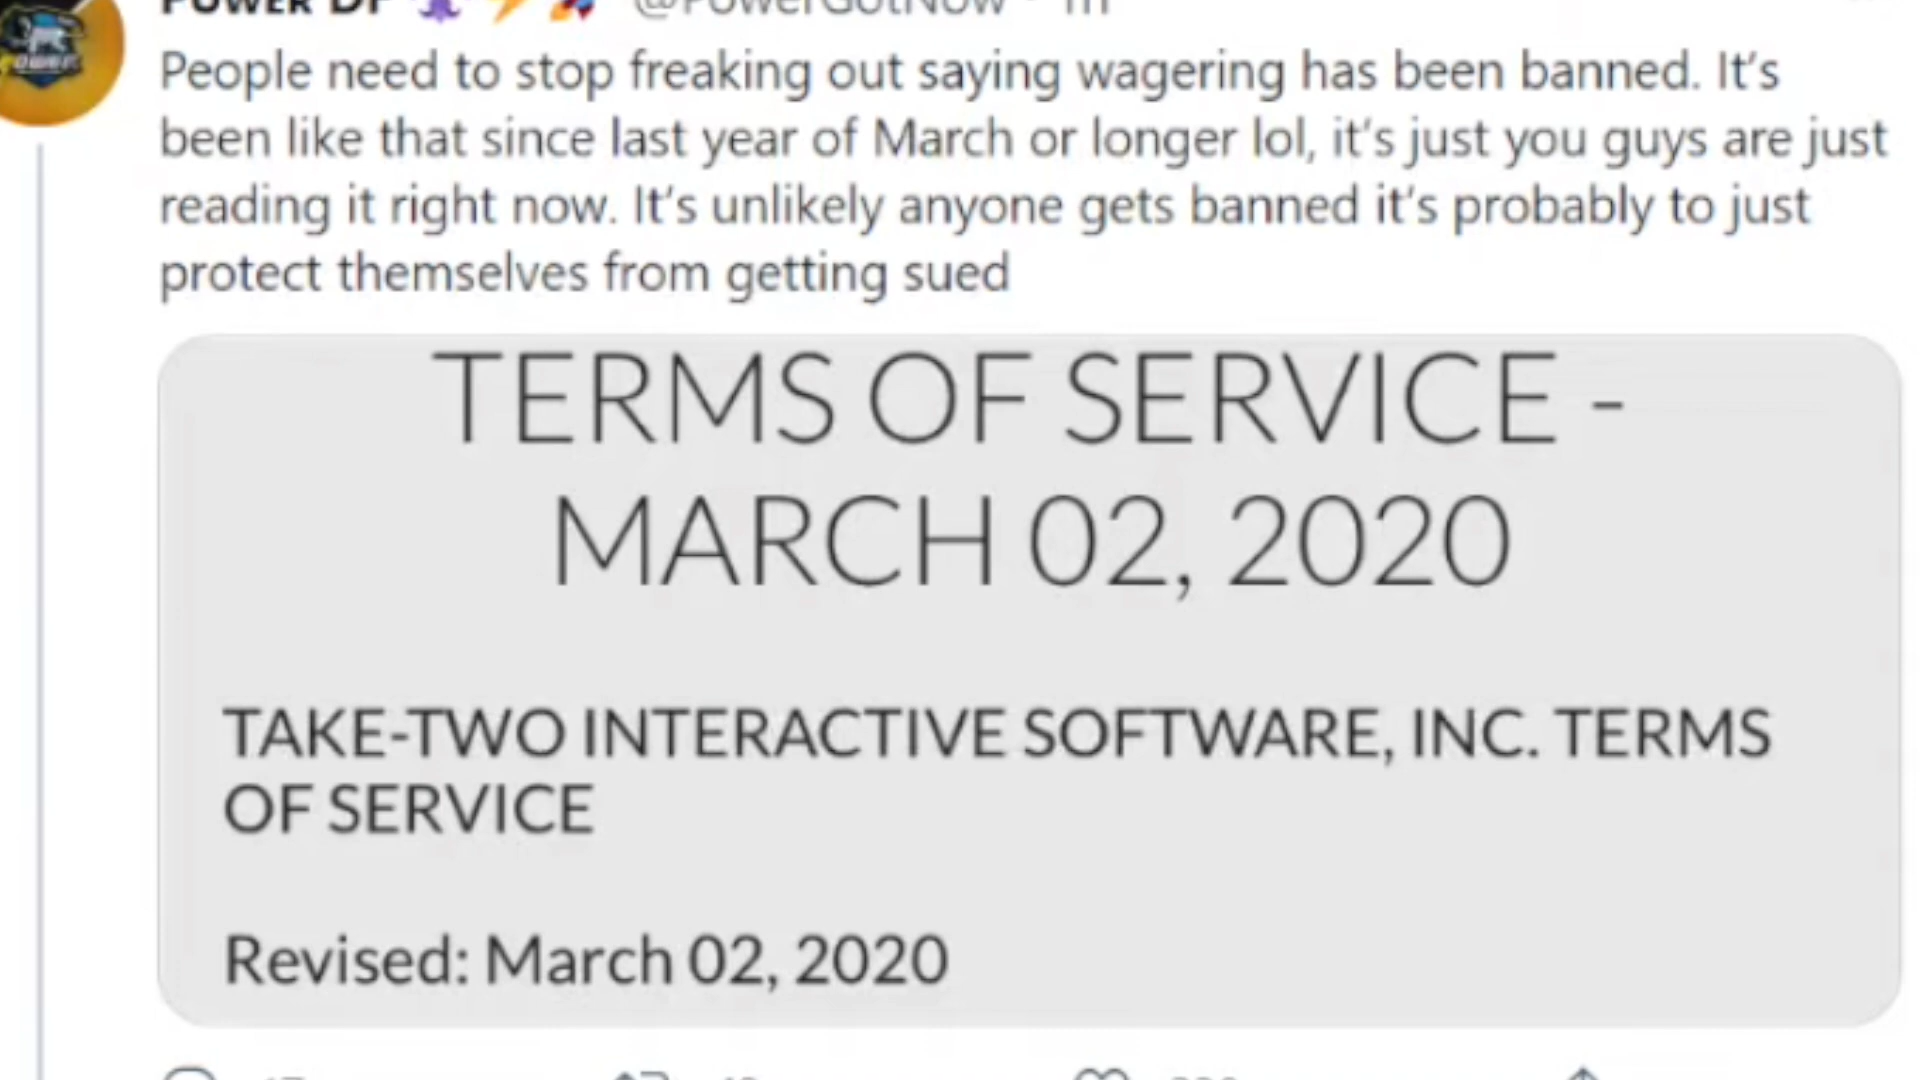 POWER DF @PowerGotNow
People need to stop freaking out saying wagering has been banned. It’s
been like that since last year of March or longer lol, it’s just you guys are just
reading it right now. It’s unlikely anyone gets banned it’s probably to just
protect themselves from getting sued
TERMS OF SERVICE -
MARCH 02, 2020
TAKE-TWO INTERACTIVE SOFTWARE, INC. TERMS
OF SERVICE
Revised: March 02, 2020